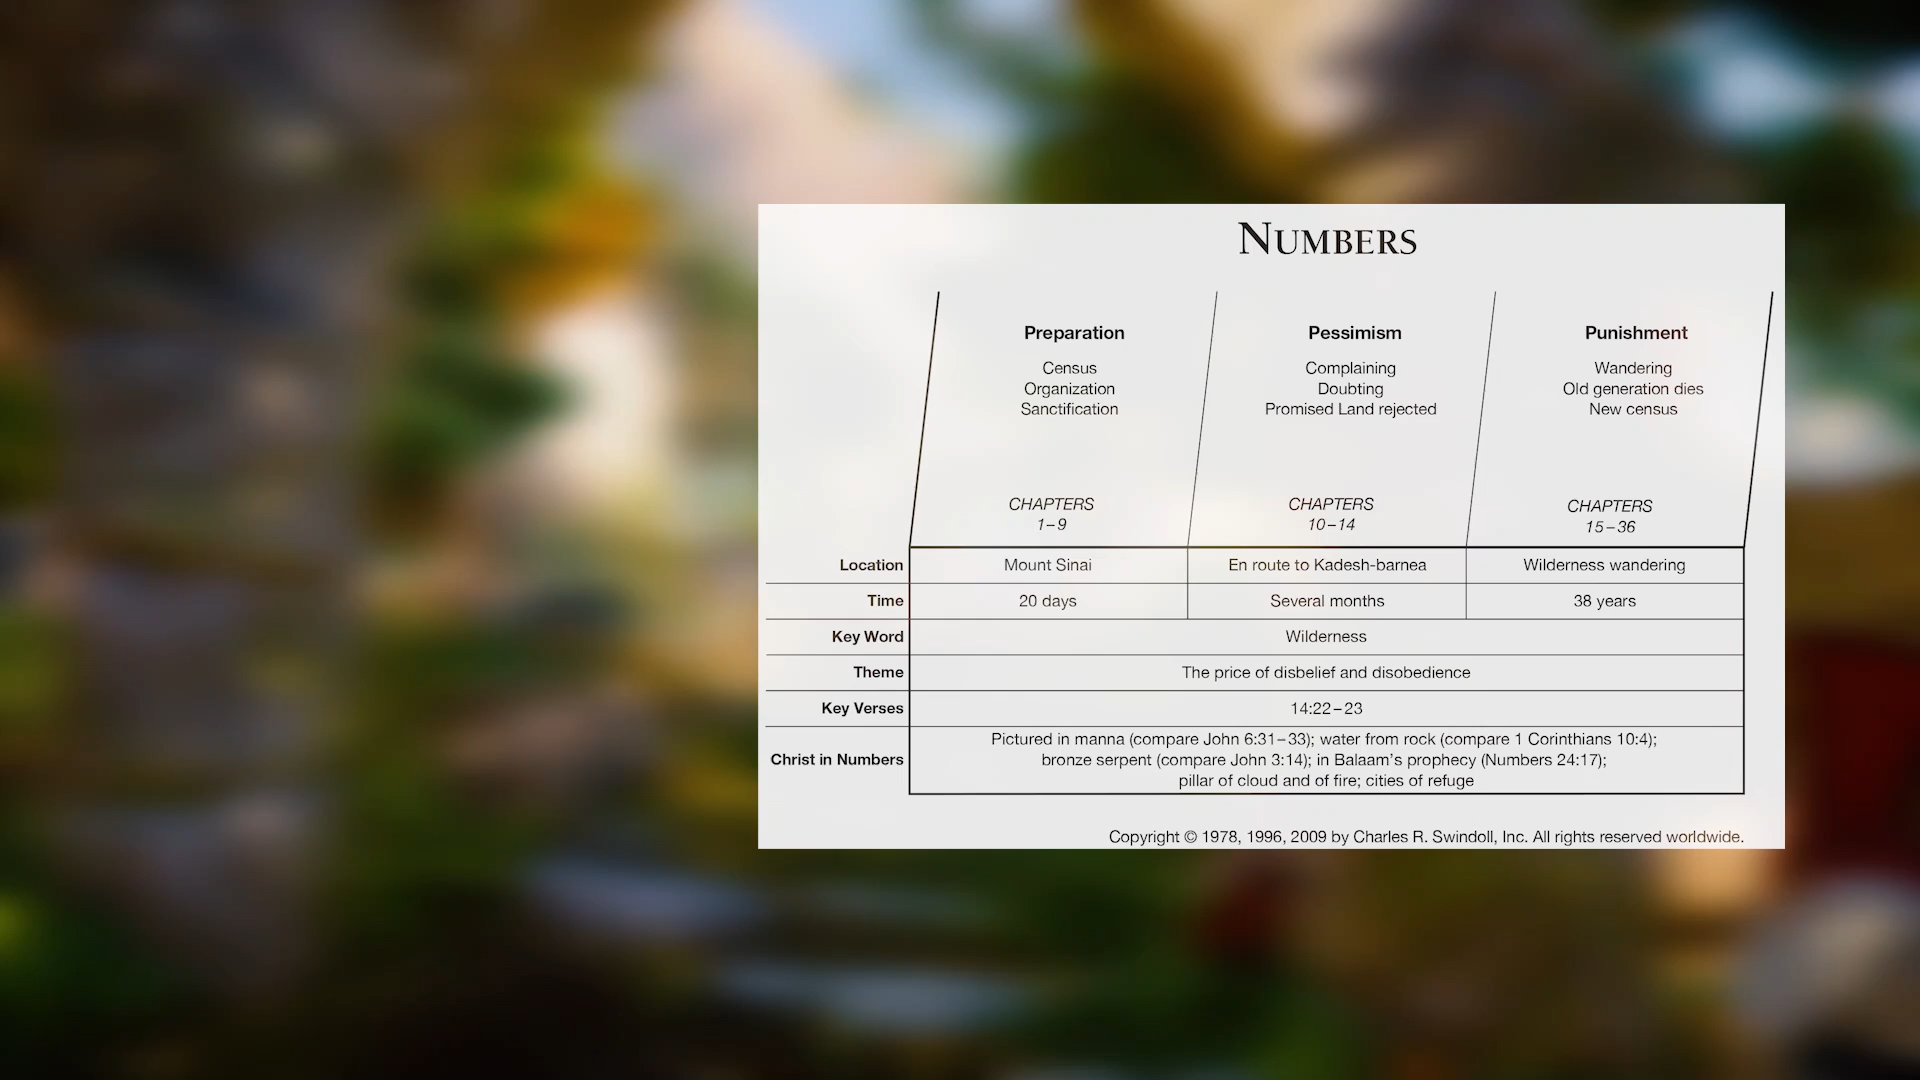 NUMBERS
Preparation
Census
Organization
Sanctification
CHAPTERS
1–9
Pessimism
Complaining
Doubting
Promised Land rejected
CHAPTERS
10–14
Punishment
Wandering
Old generation dies
New census
CHAPTERS
15–36
Location Mount Sinai En route to Kadesh-barnea Wilderness wandering
Time 20 days Several months 38 years
Key Word Wilderness
Theme The price of disbelief and disobedience
Key Verses 14:22–23
Christ in Numbers
Pictured in manna (compare John 6:31–33); water from rock (compare 1 Corinthians 10:4);
bronze serpent (compare John 3:14); in Balaam’s prophecy (Numbers 24:17);
pillar of cloud and of fire; cities of refuge
Copyright © 1978, 1996, 2009 by Charles R. Swindoll, Inc. All rights reserved worldwide.